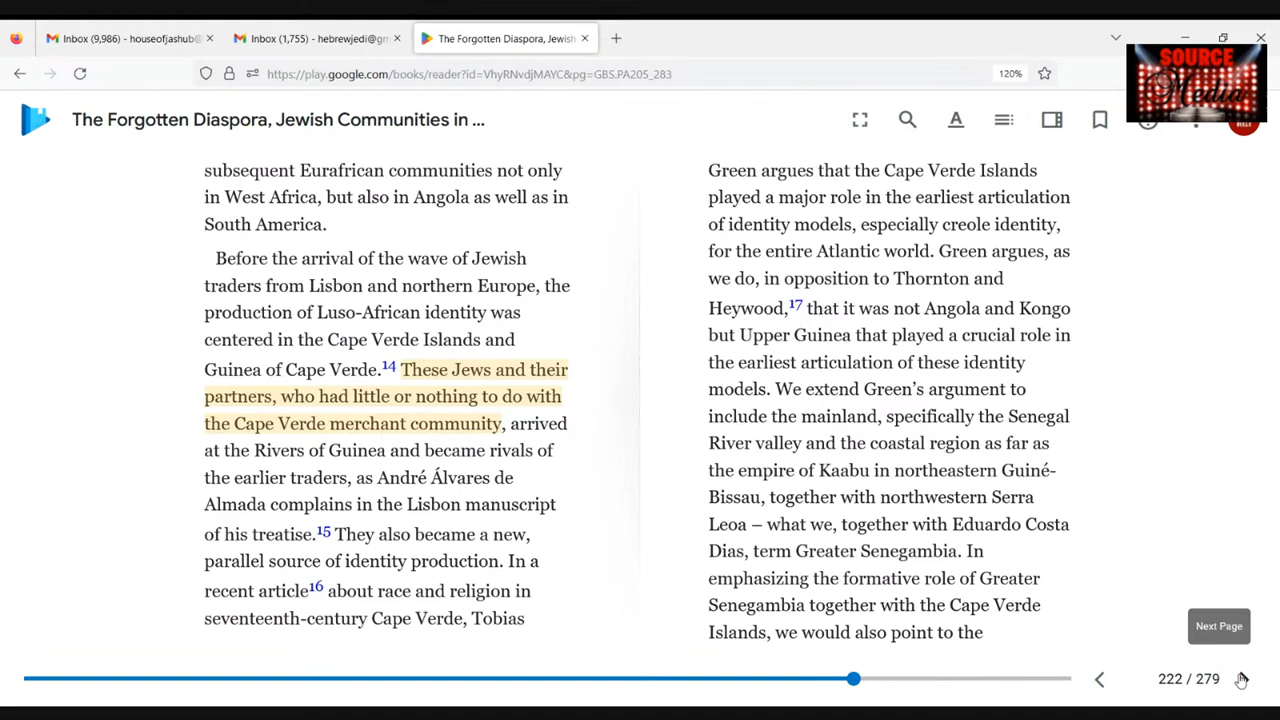 Inbox (9,986) - houseofjashub@
Inbox (1,755) - hebrewjedi@gm
The Forgotten Diaspora, Jewish
https://play.google.com/books/reader?id=VhyRNvdjMAYC&pg=GBS.PA205_283
120%
SOURCE
Media
The Forgotten Diaspora, Jewish Communities in ...
subsequent Eurafrican communities not only
in West Africa, but also in Angola as well as in
South America.
Before the arrival of the wave of Jewish
traders from Lisbon and northern Europe, the
production of Luso-African identity was
centered in the Cape Verde Islands and
Guinea of Cape Verde.14 These Jews and their
partners, who had little or nothing to do with
the Cape Verde merchant community, arrived
at the Rivers of Guinea and became rivals of
the earlier traders, as André Álvares de
Almada complains in the Lisbon manuscript
of his treatise.15 They also became a new,
parallel source of identity production. In a
recent article16 about race and religion in
seventeenth-century Cape Verde, Tobias
Green argues that the Cape Verde Islands
played a major role in the earliest articulation
of identity models, especially creole identity,
for the entire Atlantic world. Green argues, as
we do, in opposition to Thornton and
Heywood,17 that it was not Angola and Kongo
but Upper Guinea that played a crucial role in
the earliest articulation of these identity
models. We extend Green's argument to
include the mainland, specifically the Senegal
River valley and the coastal region as far as
the empire of Kaabu in northeastern Guiné-
Bissau, together with northwestern Serra
Leoa – what we, together with Eduardo Costa
Dias, term Greater Senegambia. In
emphasizing the formative role of Greater
Senegambia together with the Cape Verde
Islands, we would also point to the
Next Page
222 / 279